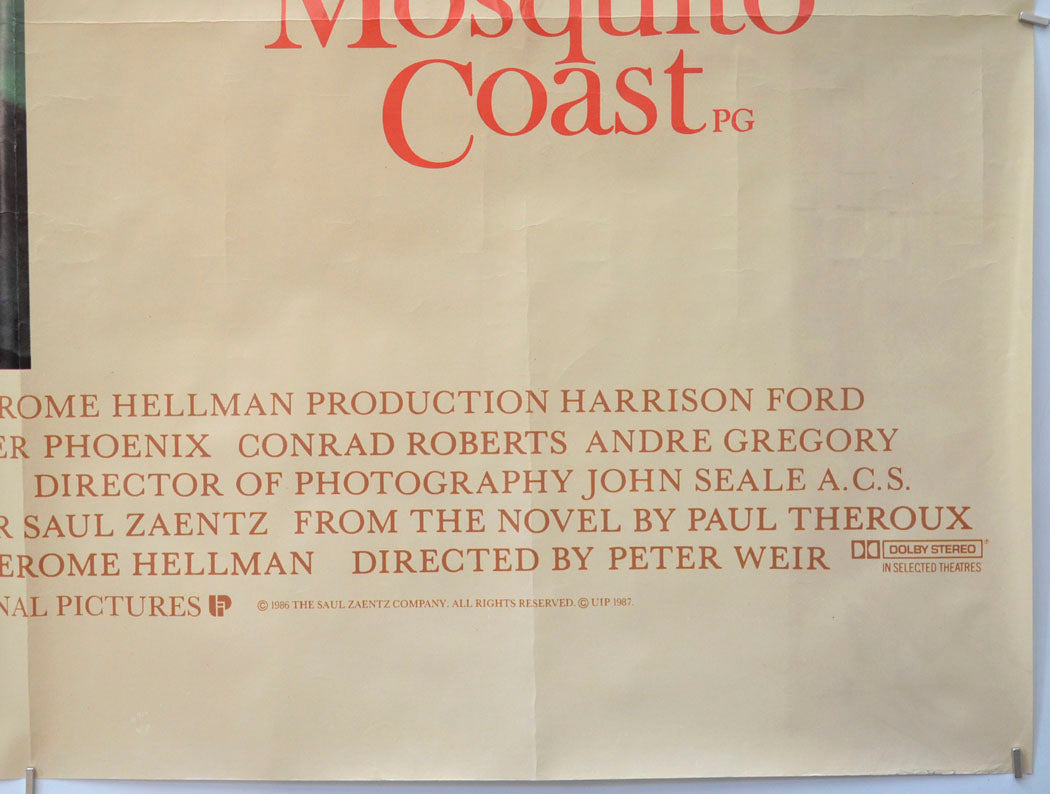 Mosquito
Coast PG
ROME HELLMAN PRODUCTION HARRISON FORD
ER PHOENIX CONRAD ROBERTS ANDRE GREGORY
DIRECTOR OF PHOTOGRAPHY JOHN SEALE A.C.S.
R SAUL ZAENTZ FROM THE NOVEL BY PAUL THEROUX
EROME HELLMAN DIRECTED BY PETER WEIR DOLBY STEREO
IN SELECTED THEATRES
NAL PICTURES © 1986 THE SAUL ZAENTZ COMPANY. ALL RIGHTS RESERVED. © UIP 1987.